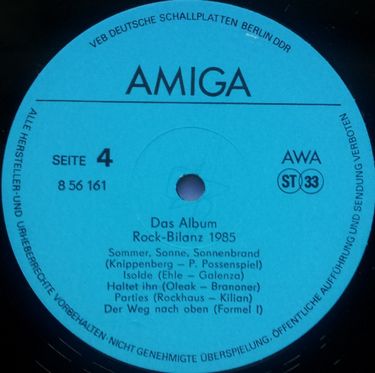 VEB DEUTSCHE SCHALLPLATTEN BERLIN DDR
AMIGA
SEITE 4
8 56 161
AWA
ST 33
Das Album
Rock-Bilanz 1985
Sommer, Sonne, Sonnenbrand
(Knippenberg – P. Possenspiel)
Isolde (Ehle – Galenza)
Haltet ihn (Oleak – Branoner)
Parties (Rockhaus – Kilian)
Der Weg nach oben (Formel I)
ALLE HERSTELLER- UND URHEBERRECHTE VORBEHALTEN · NICHT GENEHMIGTE ÜBERSPIELUNG, ÖFFENTLICHE AUFFÜHRUNG UND SENDUNG VERBOTEN